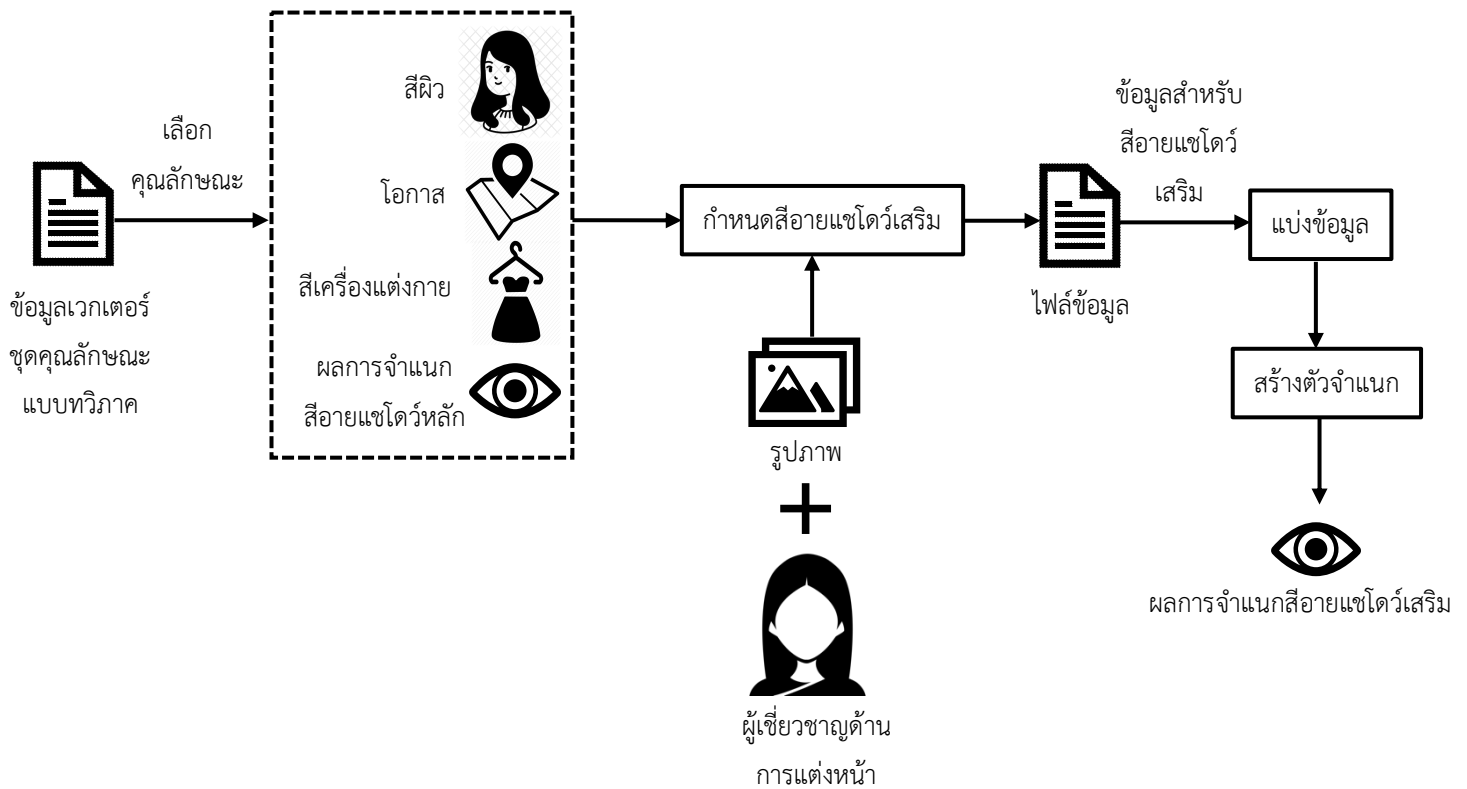 ข้อมูลเวกเตอร์
ชุดคุณลักษณะ
แบบทวิภาค
เลือก
คุณลักษณะ
สีผิว
โอกาส
สีเครื่องแต่งกาย
ผลการจำแนก
สีอายแชโดว์หลัก
กำหนดสีอายแชโดว์เสริม
รูปภาพ
ผู้เชี่ยวชาญด้าน
การแต่งหน้า
ไฟล์ข้อมูล
ข้อมูลสำหรับ
สีอายแชโดว์
เสริม
แบ่งข้อมูล
สร้างตัวจำแนก
ผลการจำแนกสีอายแชโดว์เสริม